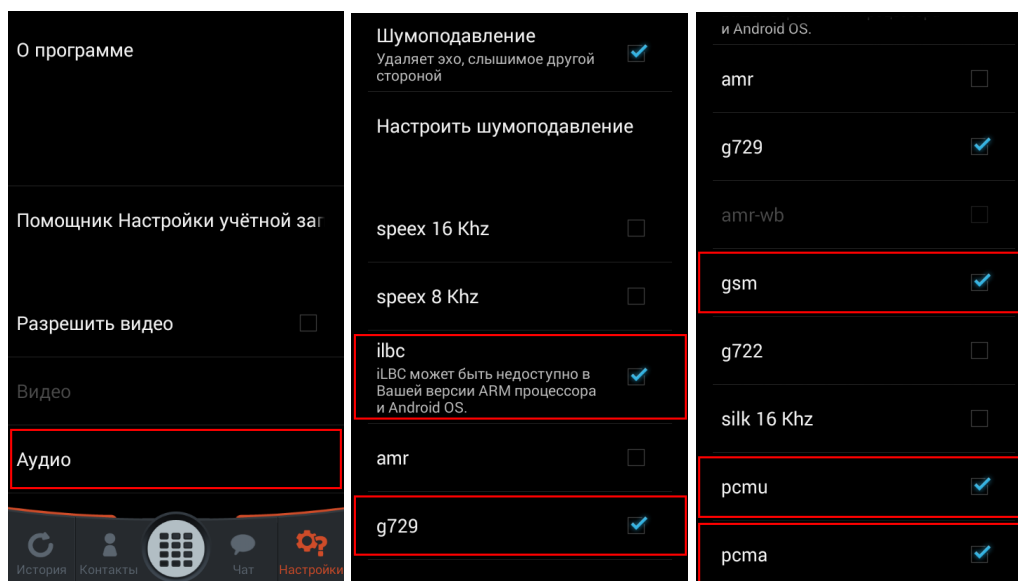 О программе
Помощник Настройки учётной заг
Разрешить видео
Видео
Аудио
История
Контакты
Чат
Настройки
Шумоподавление
Удаляет эхо, слышимое другой
стороной
Настроить шумоподавление
speex 16 Khz
speex 8 Khz
ilbc
iLBC может быть недоступно в
Вашей версии ARM процессора
и Android OS.
amr
g729
и Android OS.
amr
g729
amr-wb
gsm
g722
silk 16 Khz
pcmu
pcma